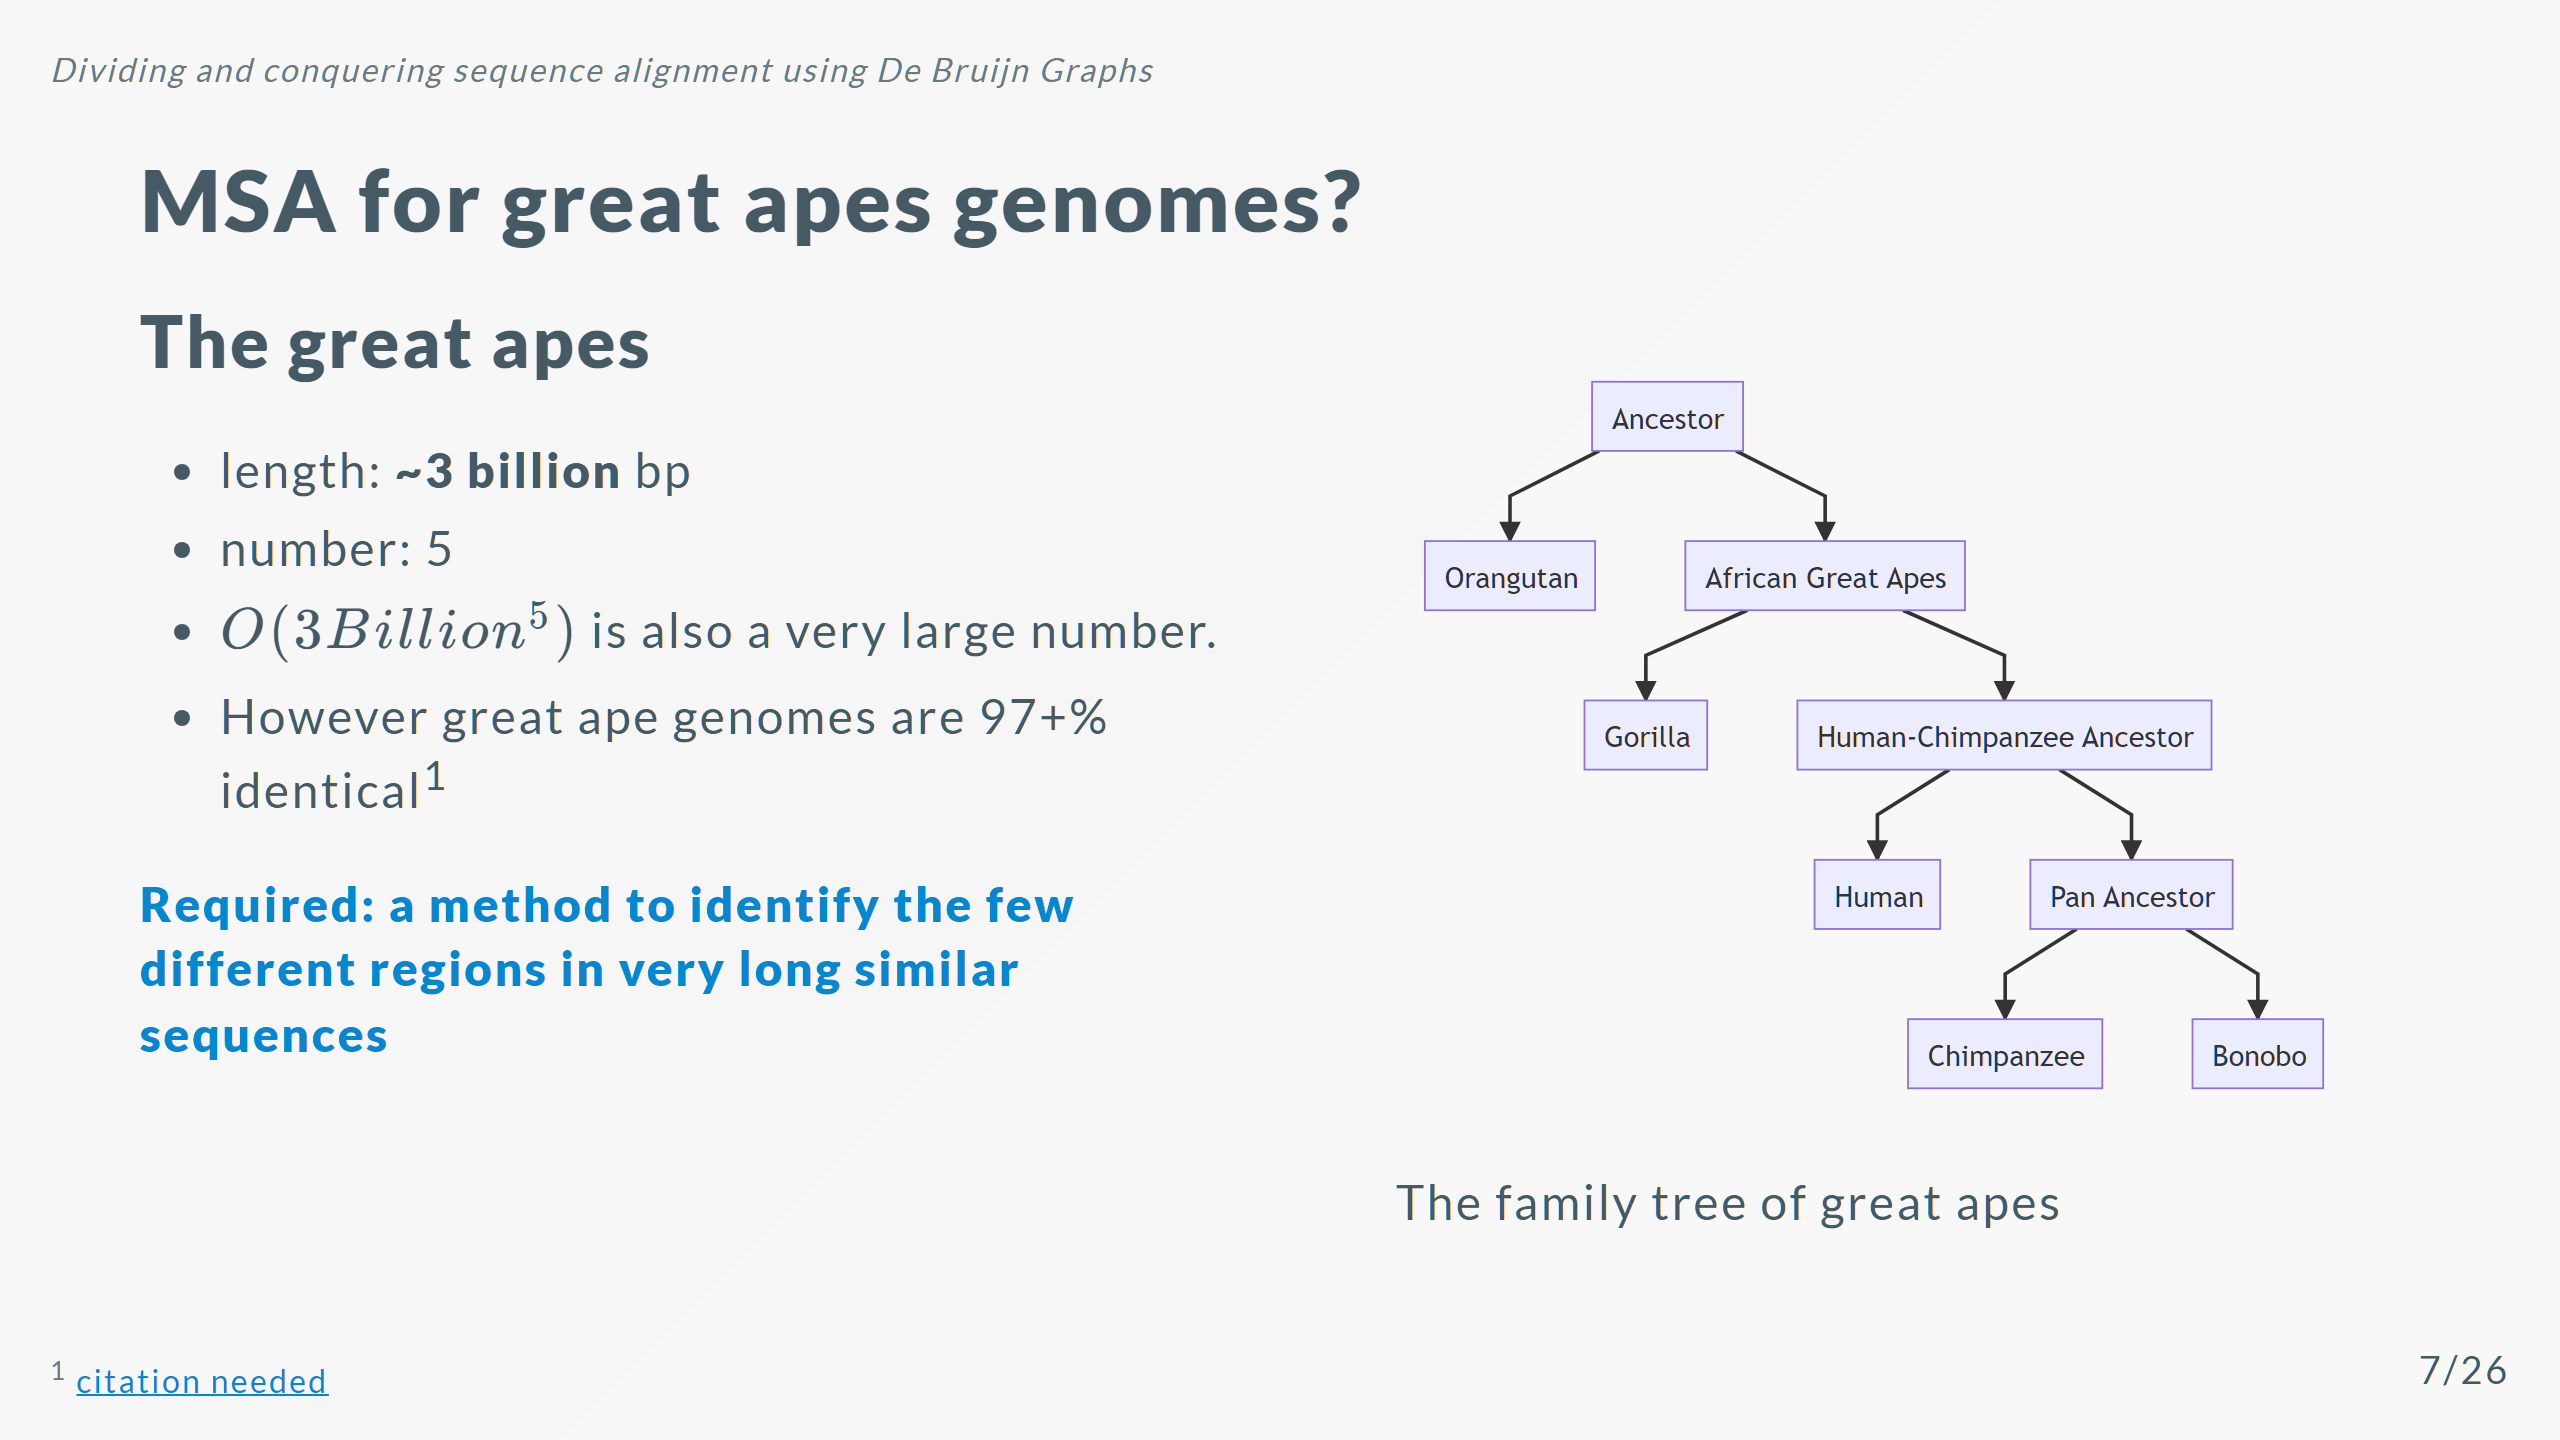 Dividing and conquering sequence alignment using De Bruijn Graphs
MSA for great apes genomes?
The great apes
• length: ~3 billion bp
• number: 5
• O(3Billion⁵) is also a very large number.
• However great ape genomes are 97+%
identical¹
Required: a method to identify the few
different regions in very long similar
sequences
Ancestor
Orangutan
African Great Apes
Gorilla
Human-Chimpanzee Ancestor
Human
Pan Ancestor
Chimpanzee
Bonobo
The family tree of great apes
¹ citation needed
7/26